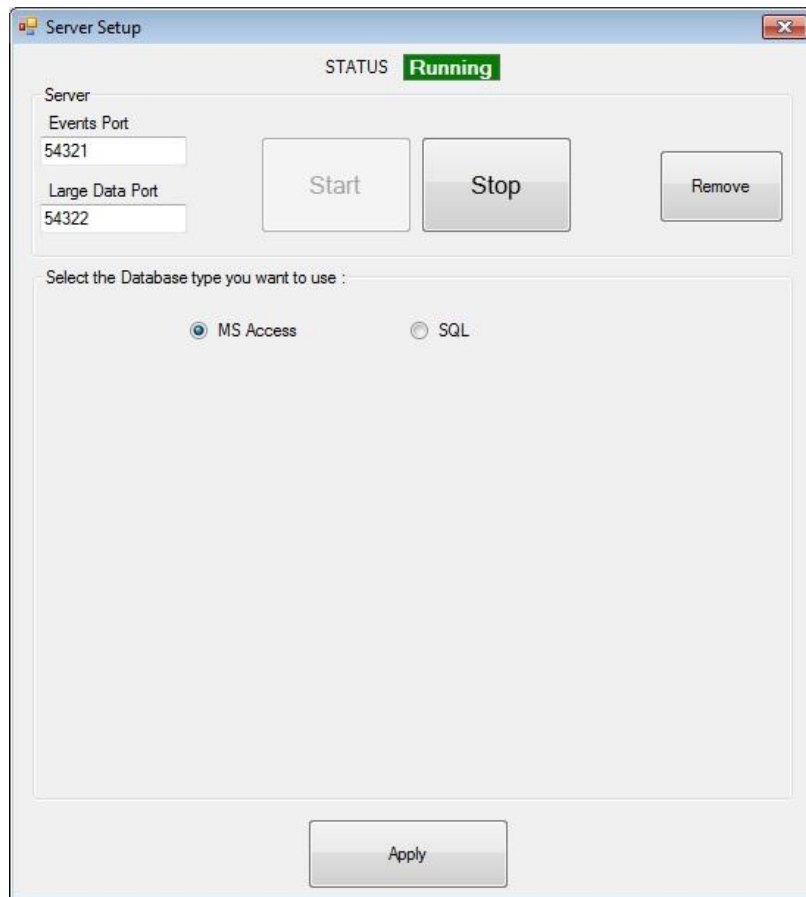 Server Setup
STATUS Running
Server
Events Port
54321
Large Data Port
54322
Start
Stop
Remove
Select the Database type you want to use :
MS Access
SQL
Apply